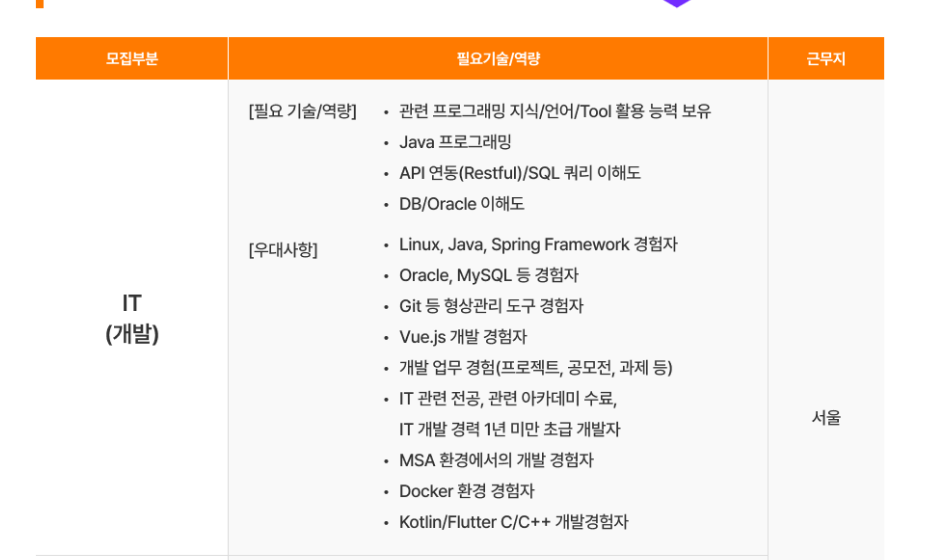 모집부분
필요기술/역량
근무지
IT
(개발)
[필요 기술/역량]
• 관련 프로그래밍 지식/언어/Tool 활용 능력 보유
• Java 프로그래밍
• API 연동(Restful)/SQL 쿼리 이해도
• DB/Oracle 이해도
[우대사항]
• Linux, Java, Spring Framework 경험자
• Oracle, MySQL 등 경험자
• Git 등 형상관리 도구 경험자
• Vue.js 개발 경험자
• 개발 업무 경험(프로젝트, 공모전, 과제 등)
• IT 관련 전공, 관련 아카데미 수료,
IT 개발 경력 1년 미만 초급 개발자
• MSA 환경에서의 개발 경험자
• Docker 환경 경험자
• Kotlin/Flutter C/C++ 개발경험자
서울